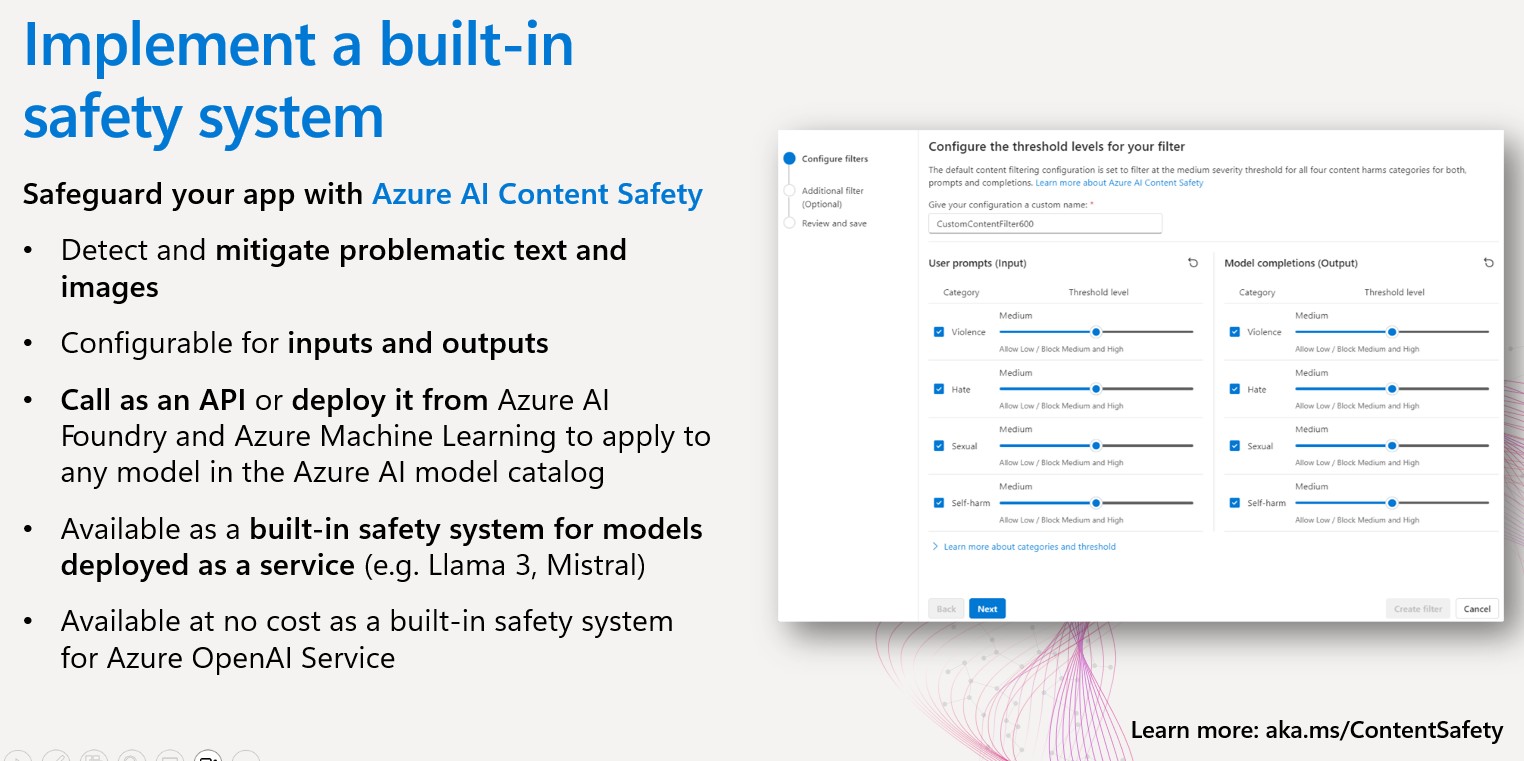 Implement a built-in
safety system
Safeguard your app with Azure AI Content Safety
• Detect and mitigate problematic text and
images
• Configurable for inputs and outputs
• Call as an API or deploy it from Azure AI
Foundry and Azure Machine Learning to apply to
any model in the Azure AI model catalog
• Available as a built-in safety system for models
deployed as a service (e.g. Llama 3, Mistral)
• Available at no cost as a built-in safety system
for Azure OpenAI Service
Configure filters
Additional filter
(Optional)
Review and save
Configure the threshold levels for your filter
The default content filtering configuration is set to filter at the medium severity threshold for all four content harms categories for both,
prompts and completions. Learn more about Azure AI Content Safety
Give your configuration a custom name: *
CustomContentFilter600
User prompts (Input)
Category Threshold level
Medium
Violence
Allow Low / Block Medium and High
Medium
Hate
Allow Low / Block Medium and High
Medium
Sexual
Allow Low / Block Medium and High
Medium
Self-harm
Allow Low / Block Medium and High
Model completions (Output)
Category Threshold level
Medium
Violence
Allow Low / Block Medium and High
Medium
Hate
Allow Low / Block Medium and High
Medium
Sexual
Allow Low / Block Medium and High
Medium
Self-harm
Allow Low / Block Medium and High
Learn more about categories and threshold
Back Next Create filter Cancel
Learn more: aka.ms/ContentSafety